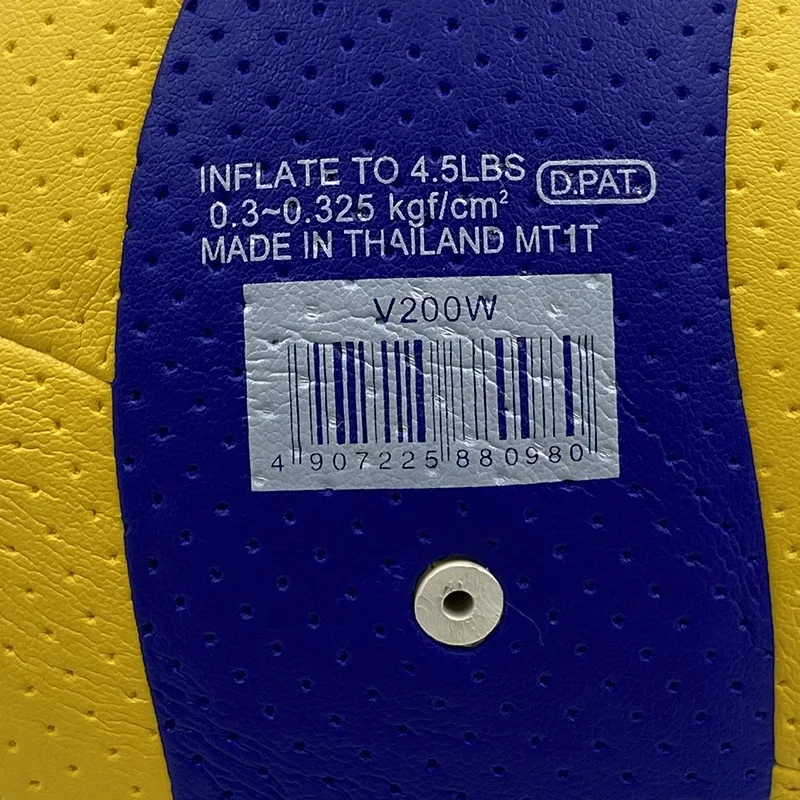 INFLATE TO 4.5LBS D.PAT.
0.3~0.325 kgf/cm²
MADE IN THAILAND MT1T
V200W
4 907225 880980